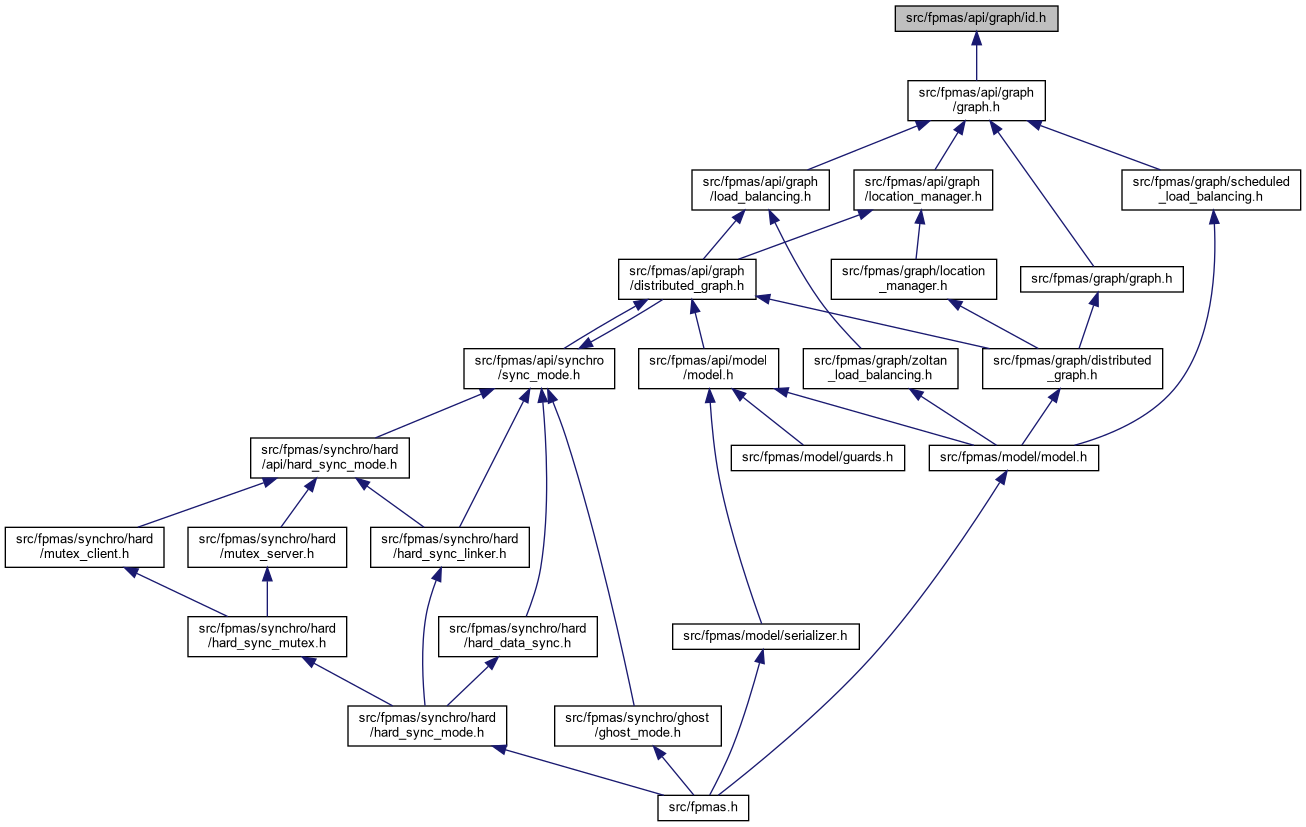 src/fpmas/api/graph/id.h
src/fpmas/api/graph
/graph.h
src/fpmas/api/graph
/load_balancing.h
src/fpmas/api/graph
/location_manager.h
src/fpmas/graph/scheduled
_load_balancing.h
src/fpmas/api/graph
/distributed_graph.h
src/fpmas/graph/location
_manager.h
src/fpmas/graph/graph.h
src/fpmas/api/synchro
/sync_mode.h
src/fpmas/api/model
/model.h
src/fpmas/graph/zoltan
_load_balancing.h
src/fpmas/graph/distributed
_graph.h
src/fpmas/synchro/hard
/api/hard_sync_mode.h
src/fpmas/model/guards.h
src/fpmas/model/model.h
src/fpmas/synchro/hard
/mutex_client.h
src/fpmas/synchro/hard
/mutex_server.h
src/fpmas/synchro/hard
/hard_sync_linker.h
src/fpmas/synchro/hard
/hard_sync_mutex.h
src/fpmas/synchro/hard
/hard_data_sync.h
src/fpmas/model/serializer.h
src/fpmas/synchro/hard
/hard_sync_mode.h
src/fpmas/synchro/ghost
/ghost_mode.h
src/fpmas.h